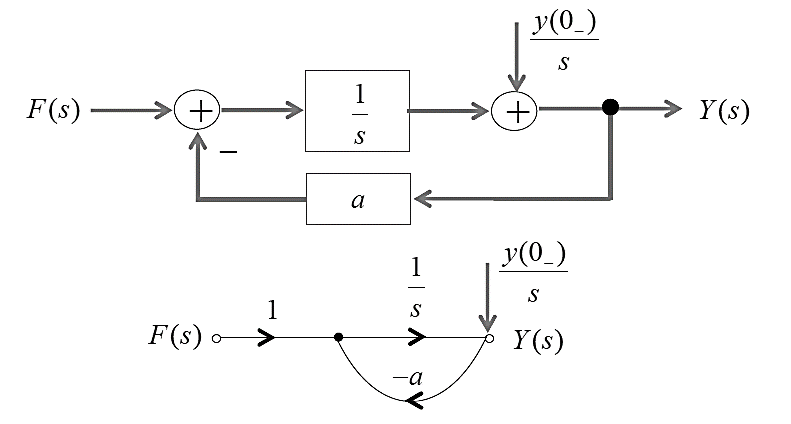 y(0_)
s
F(s) + 1 + Y(s)
s
−
a
y(0_)
s
1
s
1
F(s) Y(s)
−a